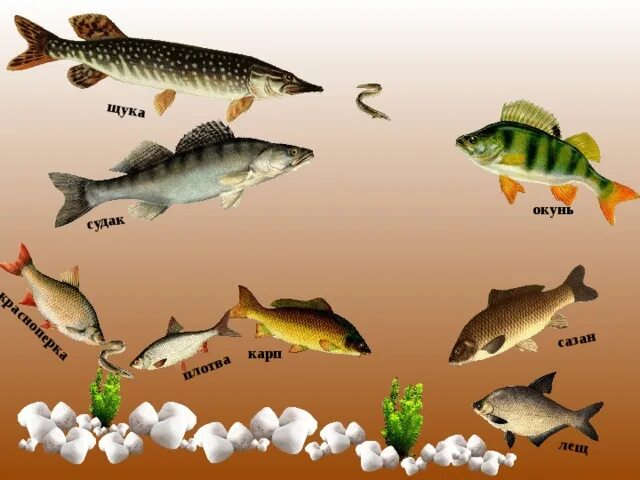 щука
судак
окунь
красноперка
плотва
карп
сазан
лещ